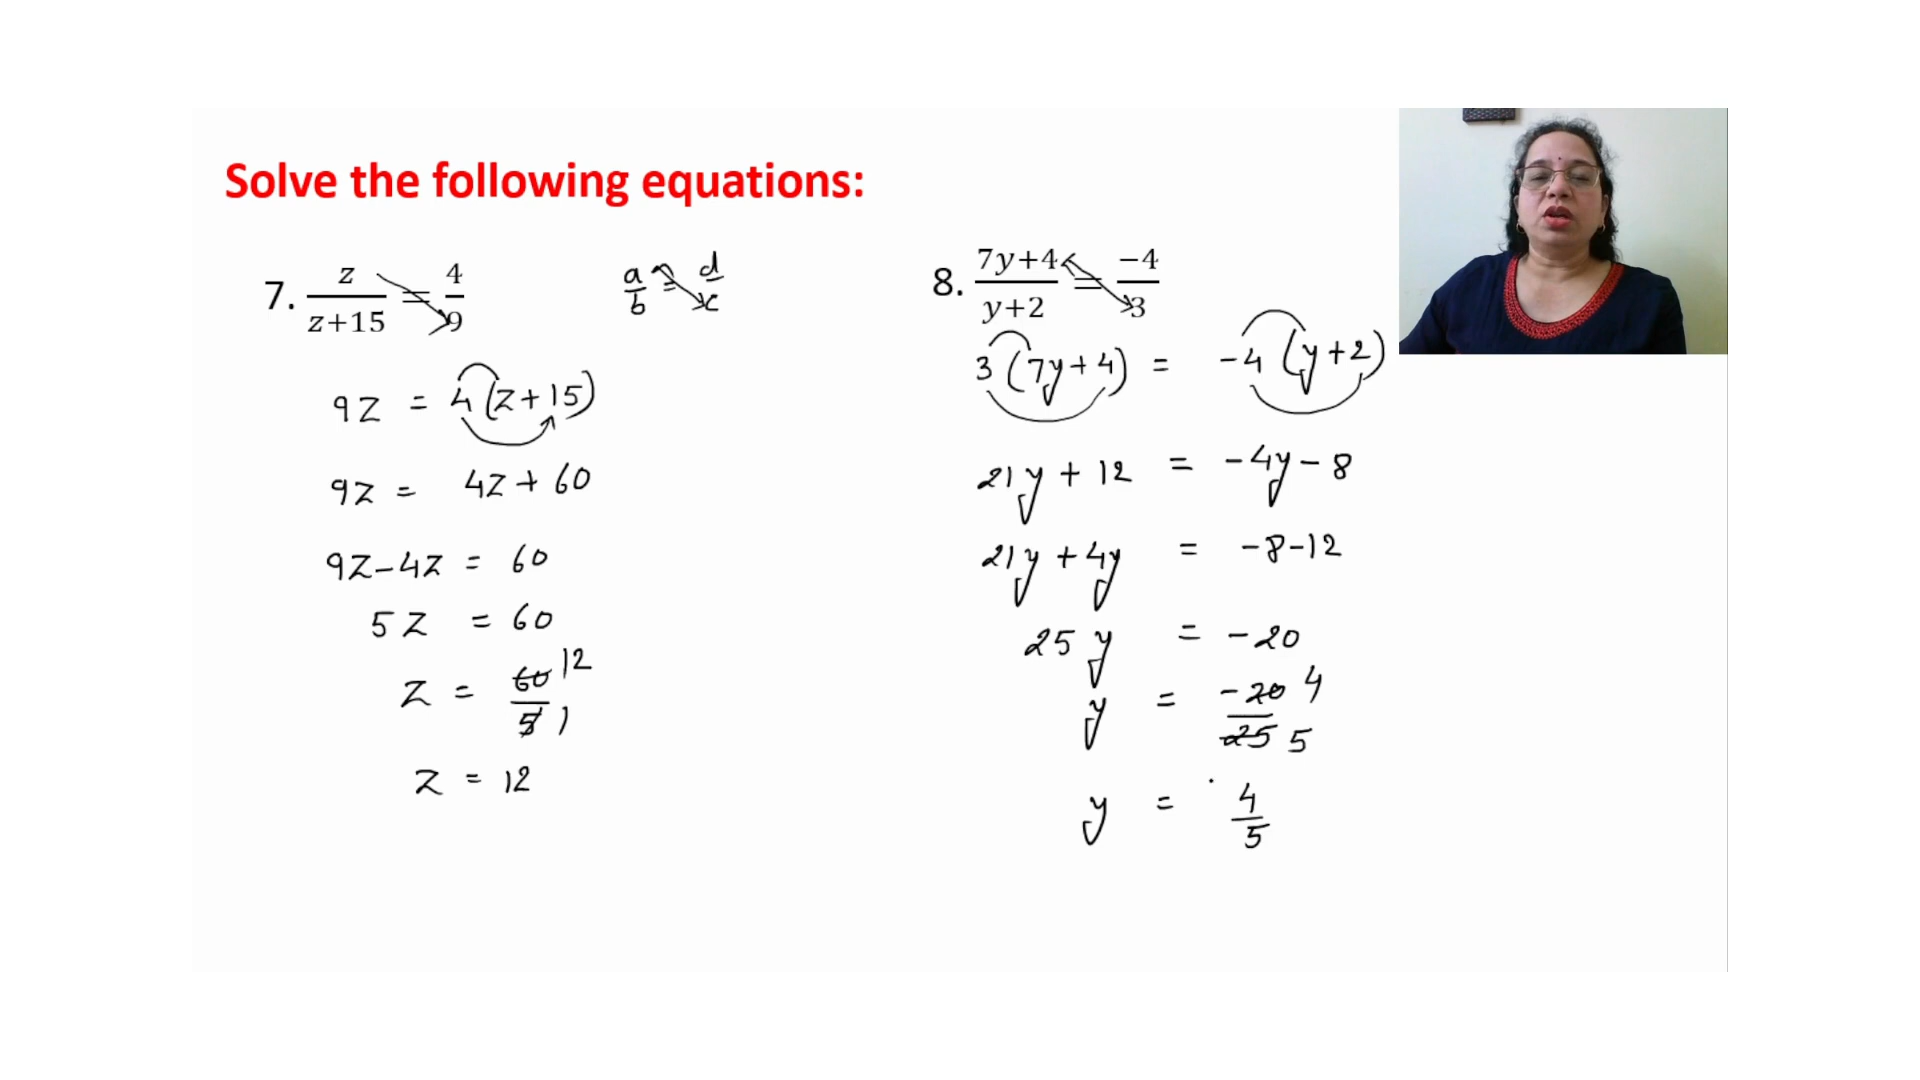 Solve the following equations:
7. z/(z+15) = 4/9
a/b = d/c
9z = 4(z+15)
9z = 4z + 60
9z-4z = 60
5z = 60
z = 60/5 12 1
z = 12
8. (7y+4)/(y+2) = -4/3
3(7y+4) = -4(y+2)
21y + 12 = -4y - 8
21y + 4y = -8-12
25y = -20
y = -20/25 4 5
y = 4/5